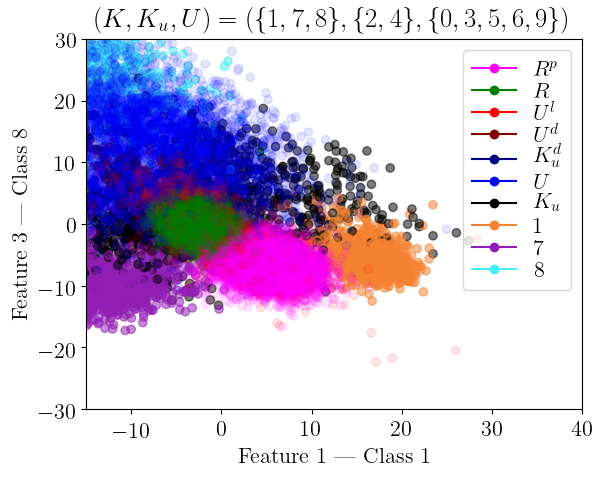 (K, K_u, U) = ({1, 7, 8}, {2, 4}, {0, 3, 5, 6, 9})
30
20
10
0
−10
−20
−30
−10
0
10
20
30
40
Feature 3 — Class 8
Feature 1 — Class 1
R^p
R
U^l
U^d
K_u^d
U
K_u
1
7
8